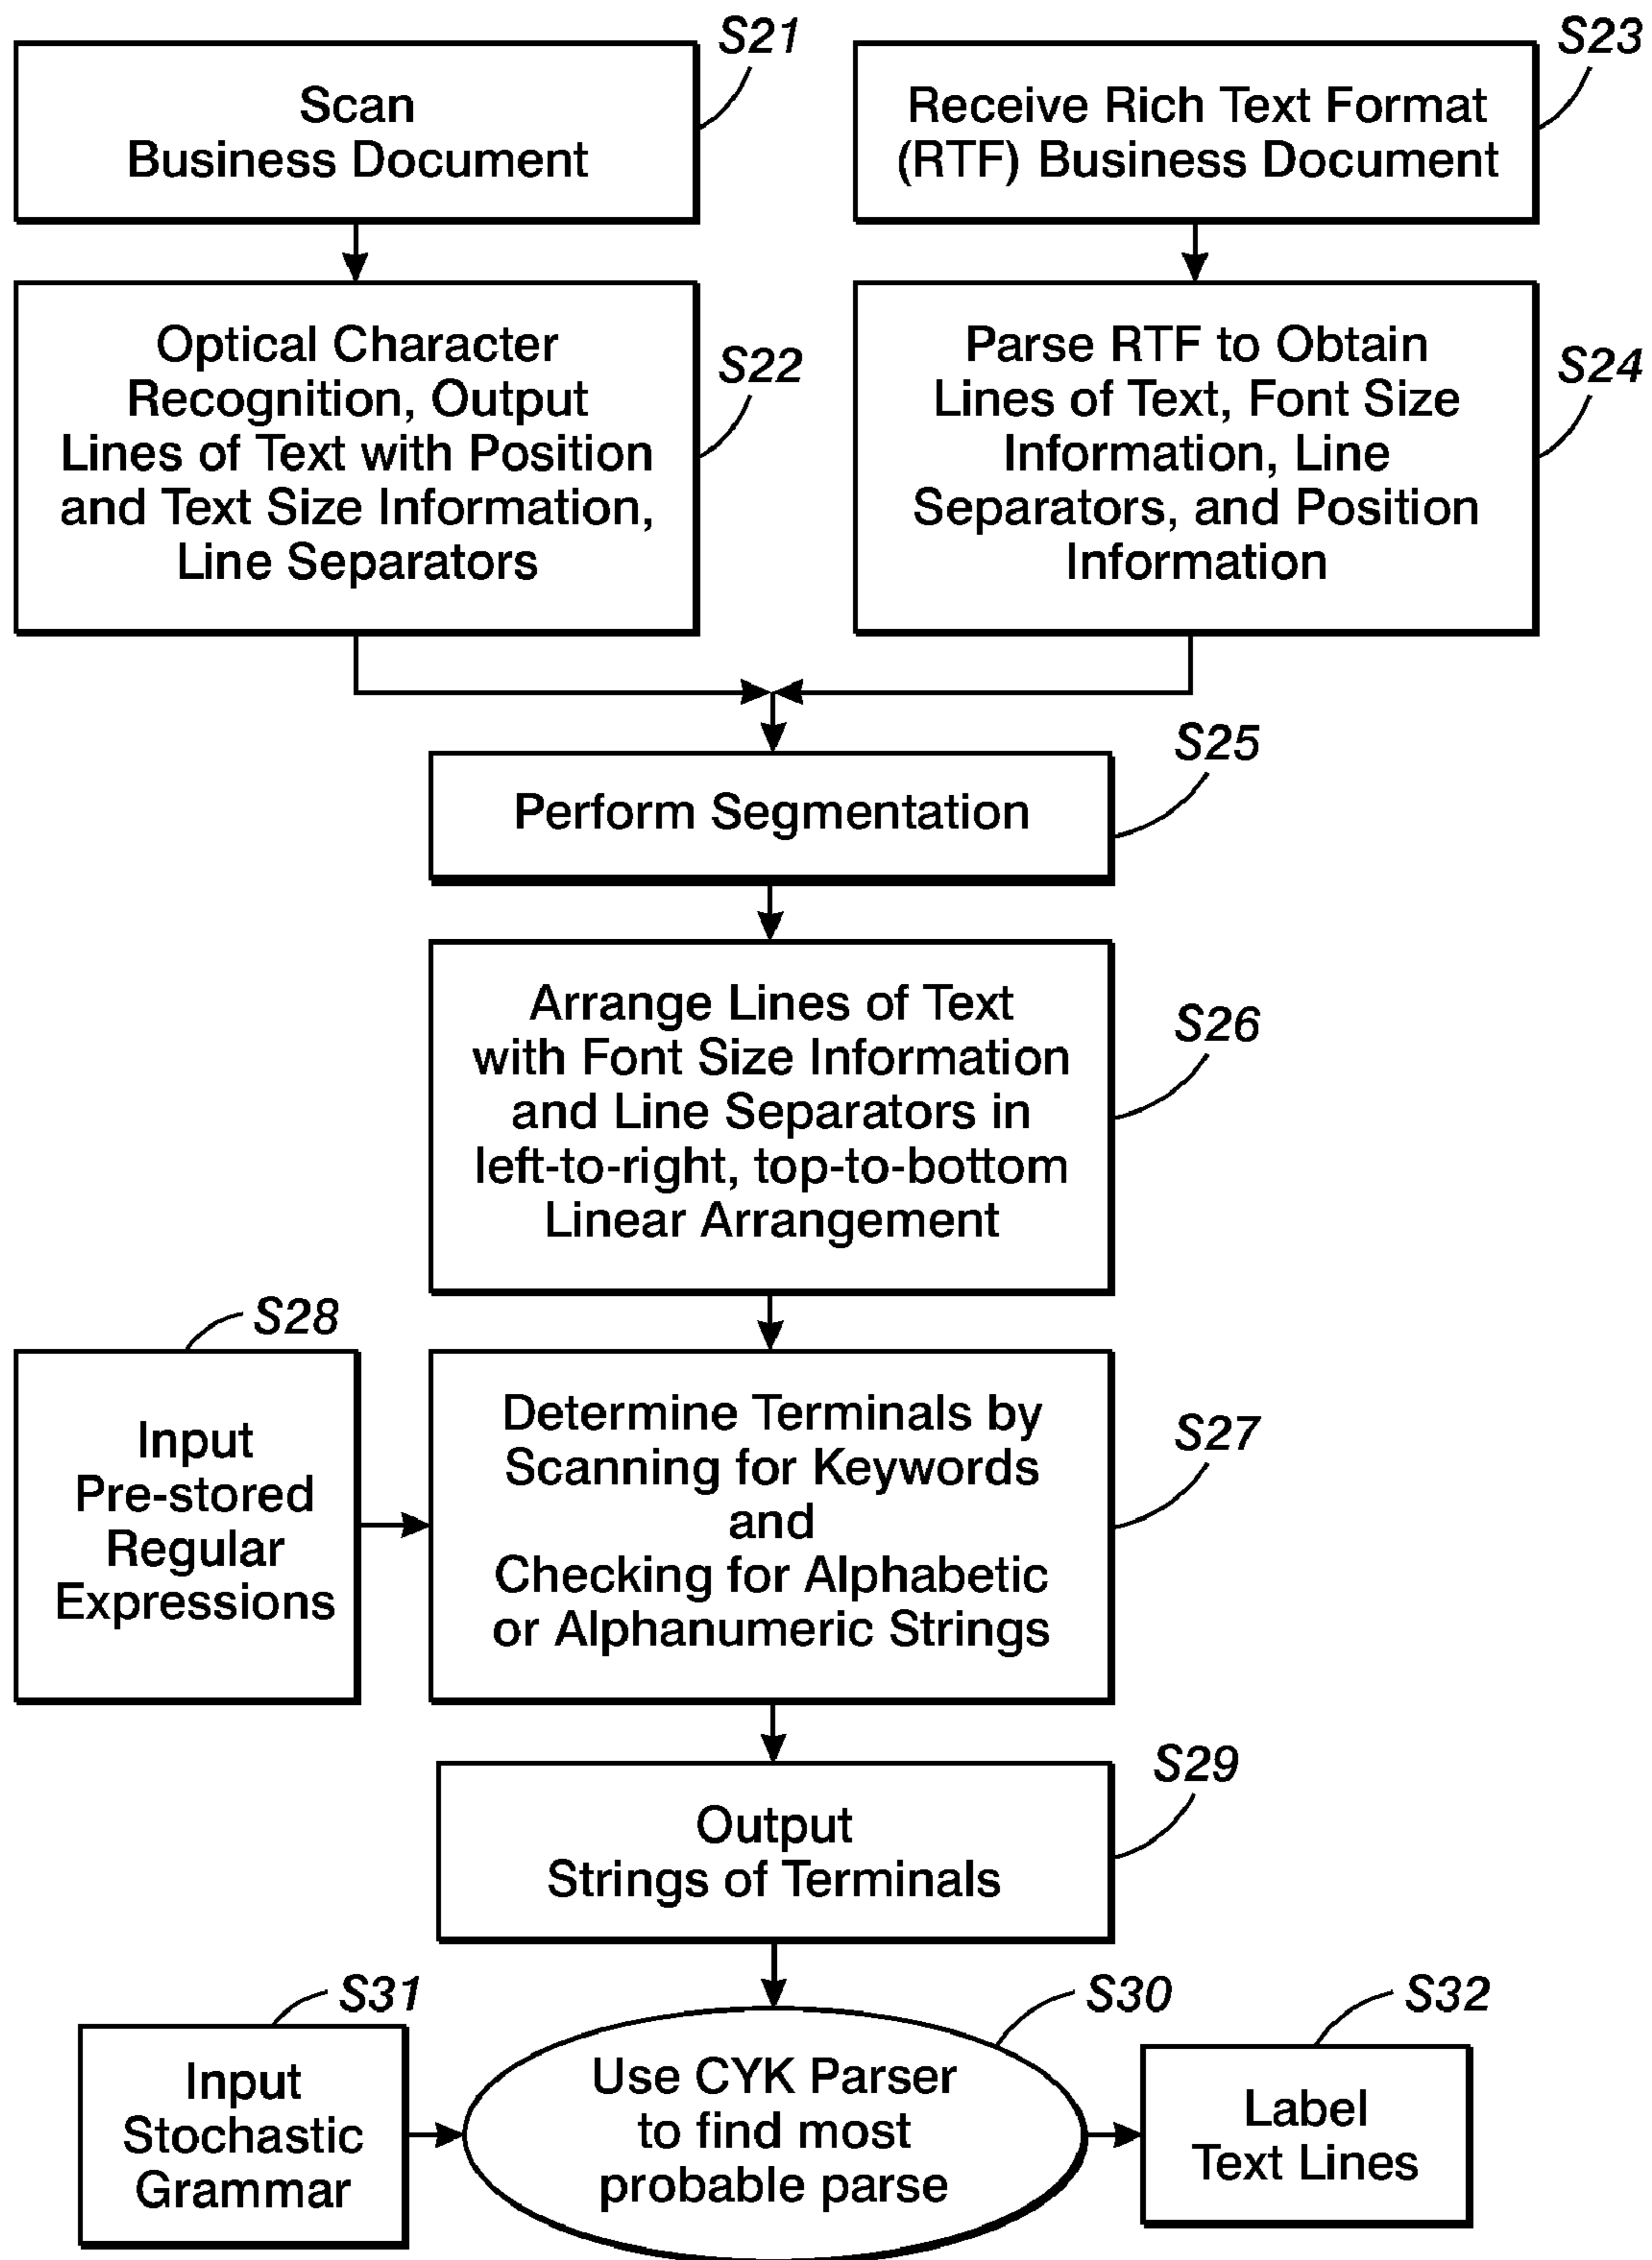 S21
Scan
Business Document
S23
Receive Rich Text Format
(RTF) Business Document
S22
Optical Character
Recognition, Output
Lines of Text with Position
and Text Size Information,
Line Separators
S24
Parse RTF to Obtain
Lines of Text, Font Size
Information, Line
Separators, and Position
Information
S25
Perform Segmentation
S26
Arrange Lines of Text
with Font Size Information
and Line Separators in
left-to-right, top-to-bottom
Linear Arrangement
S28
Input
Pre-stored
Regular
Expressions
S27
Determine Terminals by
Scanning for Keywords
and
Checking for Alphabetic
or Alphanumeric Strings
S29
Output
Strings of Terminals
S31
Input
Stochastic
Grammar
S30
Use CYK Parser
to find most
probable parse
S32
Label
Text Lines